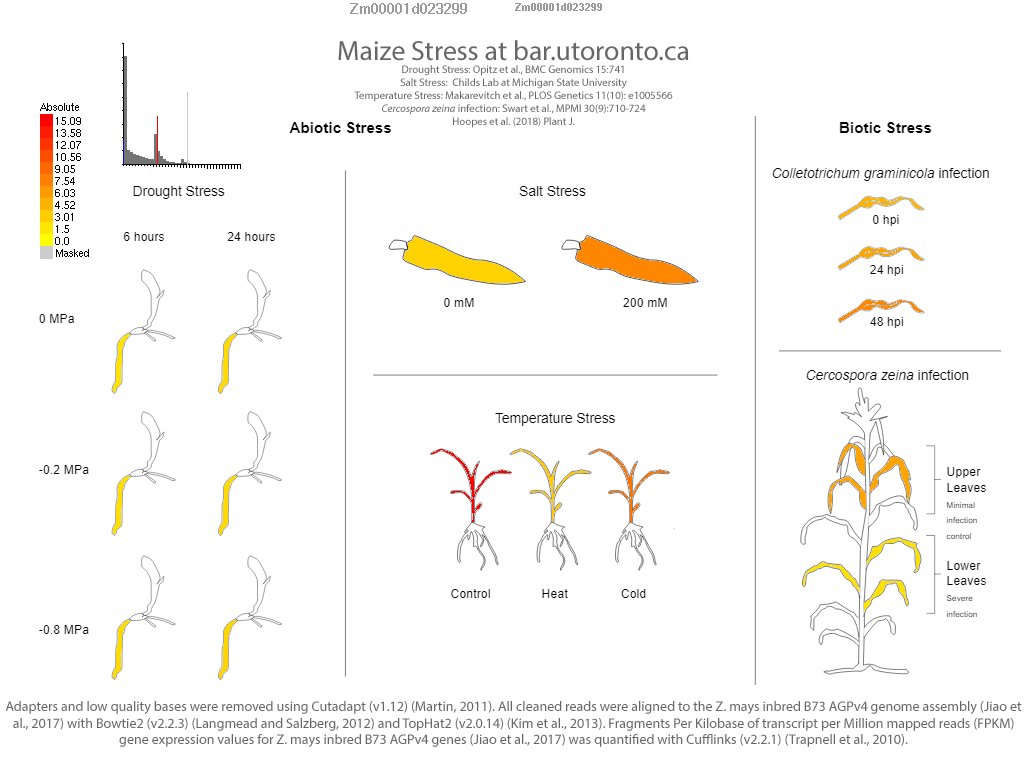 Zm00001d023299
Zm00001d023299
Maize Stress at bar.utoronto.ca
Drought Stress: Opitz et al., BMC Genomics 15:741
Salt Stress: Childs Lab at Michigan State University
Temperature Stress: Makarevitch et al., PLOS Genetics 11(10): e1005566
Cercospora zeina infection: Swart et al., MPMI 30(9):710-724
Hoopes et al. (2018) Plant J.
Absolute
15.09
13.58
12.07
10.56
9.05
7.54
6.03
4.52
3.01
1.5
0.0
Masked
Abiotic Stress
Drought Stress
6 hours
24 hours
0 MPa
-0.2 MPa
-0.8 MPa
Salt Stress
0 mM
200 mM
Temperature Stress
Control
Heat
Cold
Biotic Stress
Colletotrichum graminicola infection
0 hpi
24 hpi
48 hpi
Cercospora zeina infection
Upper
Leaves
Minimal
infection
control
Lower
Leaves
Severe
infection
Adapters and low quality bases were removed using Cutadapt (v1.12) (Martin, 2011). All cleaned reads were aligned to the Z. mays inbred B73 AGPv4 genome assembly (Jiao et
al., 2017) with Bowtie2 (v2.2.3) (Langmead and Salzberg, 2012) and TopHat2 (v2.0.14) (Kim et al., 2013). Fragments Per Kilobase of transcript per Million mapped reads (FPKM)
gene expression values for Z. mays inbred B73 AGPv4 genes (Jiao et al., 2017) was quantified with Cufflinks (v2.2.1) (Trapnell et al., 2010).